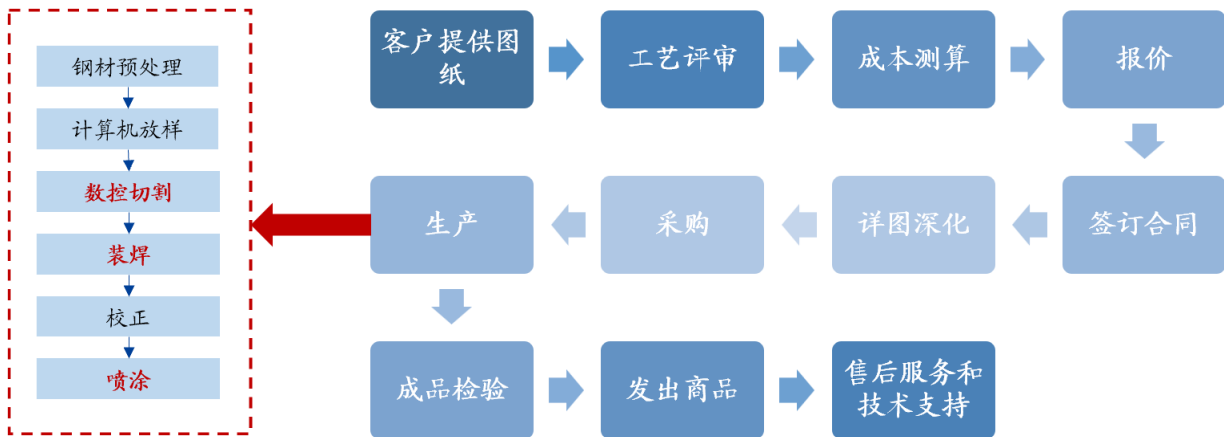 钢材预处理
计算机放样
数控切割
装焊
校正
喷涂
客户提供图
纸
工艺评审
成本测算
报价
签订合同
详图深化
采购
生产
成品检验
发出商品
售后服务和
技术支持